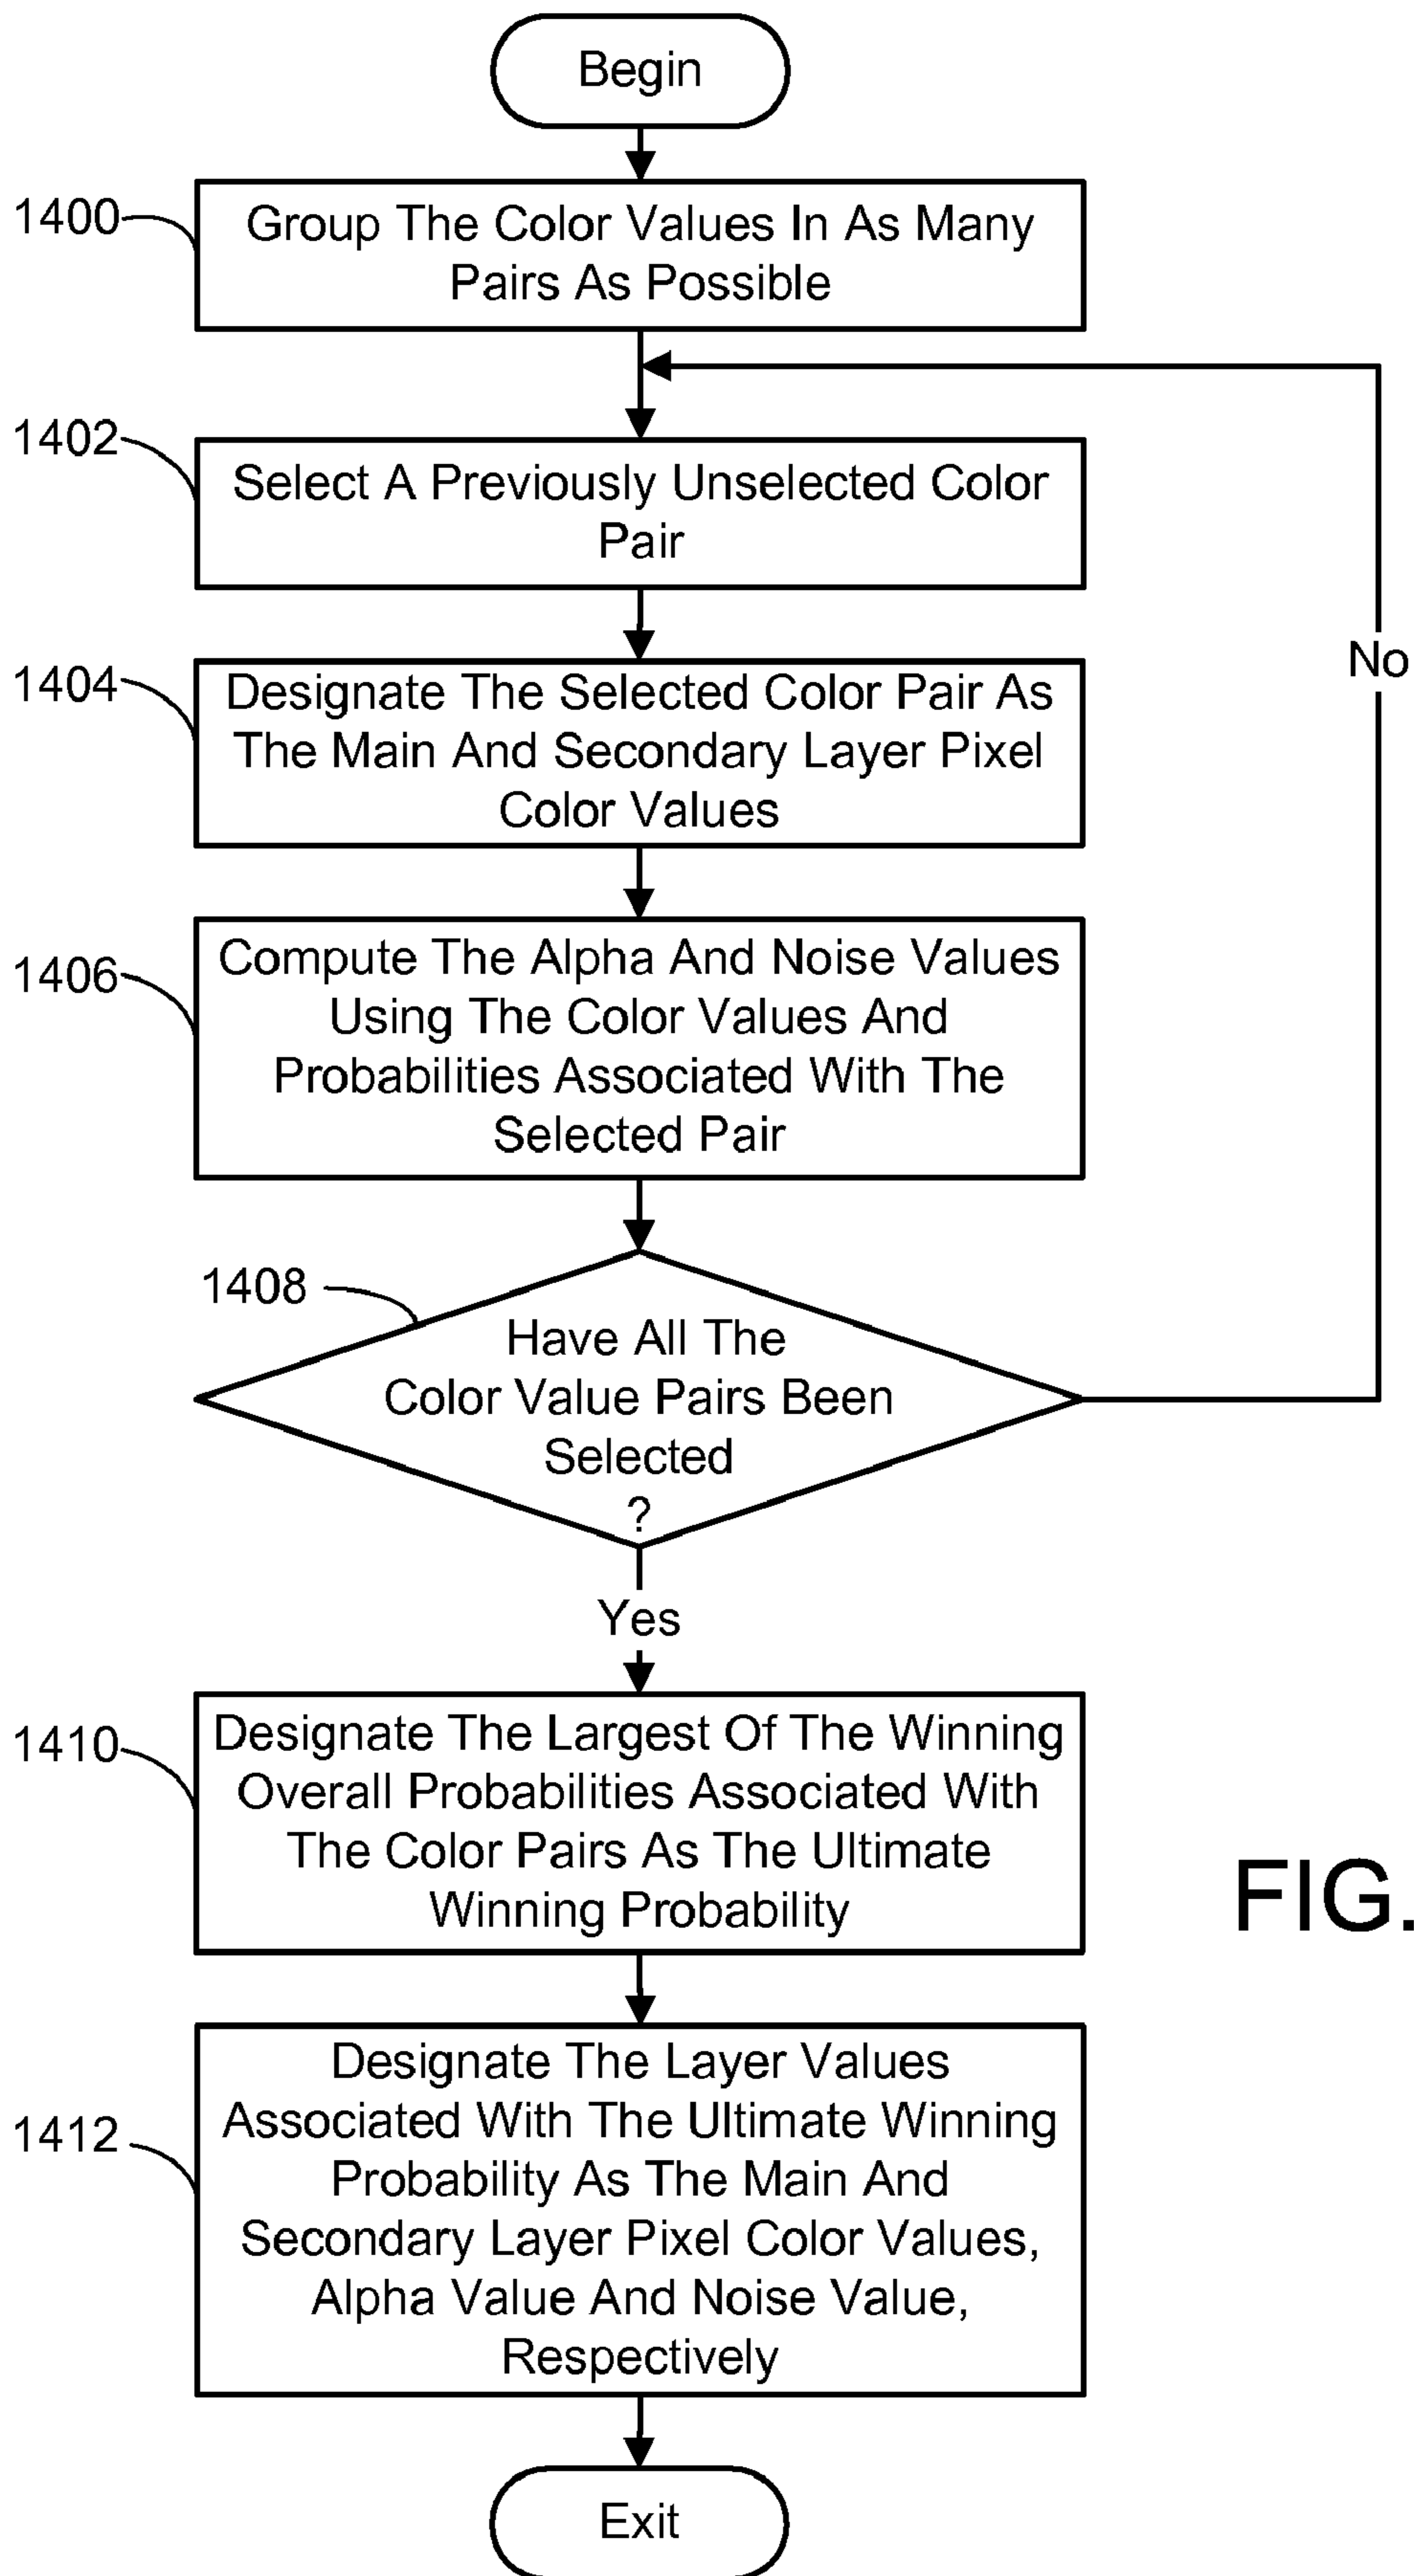 Begin
1400
Group The Color Values In As Many
Pairs As Possible
1402
Select A Previously Unselected Color
Pair
1404
Designate The Selected Color Pair As
The Main And Secondary Layer Pixel
Color Values
No
1406
Compute The Alpha And Noise Values
Using The Color Values And
Probabilities Associated With The
Selected Pair
1408
Have All The
Color Value Pairs Been
Selected
?
Yes
1410
Designate The Largest Of The Winning
Overall Probabilities Associated With
The Color Pairs As The Ultimate
Winning Probability
FIG.
1412
Designate The Layer Values
Associated With The Ultimate Winning
Probability As The Main And
Secondary Layer Pixel Color Values,
Alpha Value And Noise Value,
Respectively
Exit